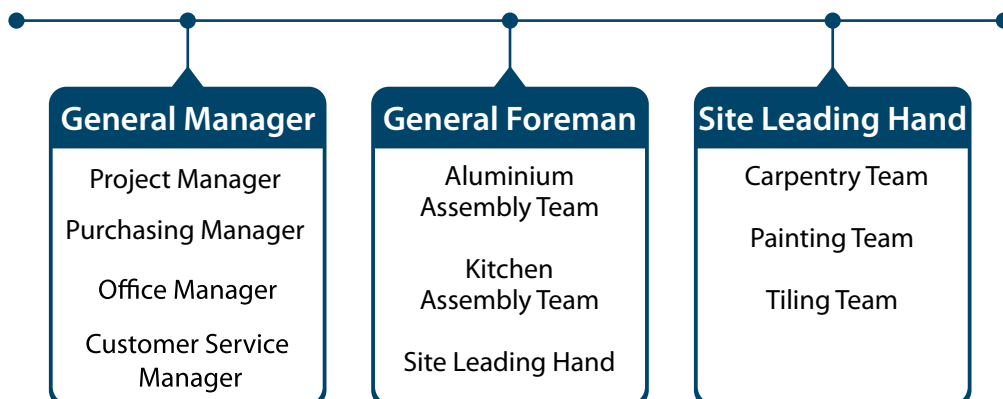 General Manager
Project Manager
Purchasing Manager
Office Manager
Customer Service
Manager
General Foreman
Aluminium
Assembly Team
Kitchen
Assembly Team
Site Leading Hand
Site Leading Hand
Carpentry Team
Painting Team
Tiling Team